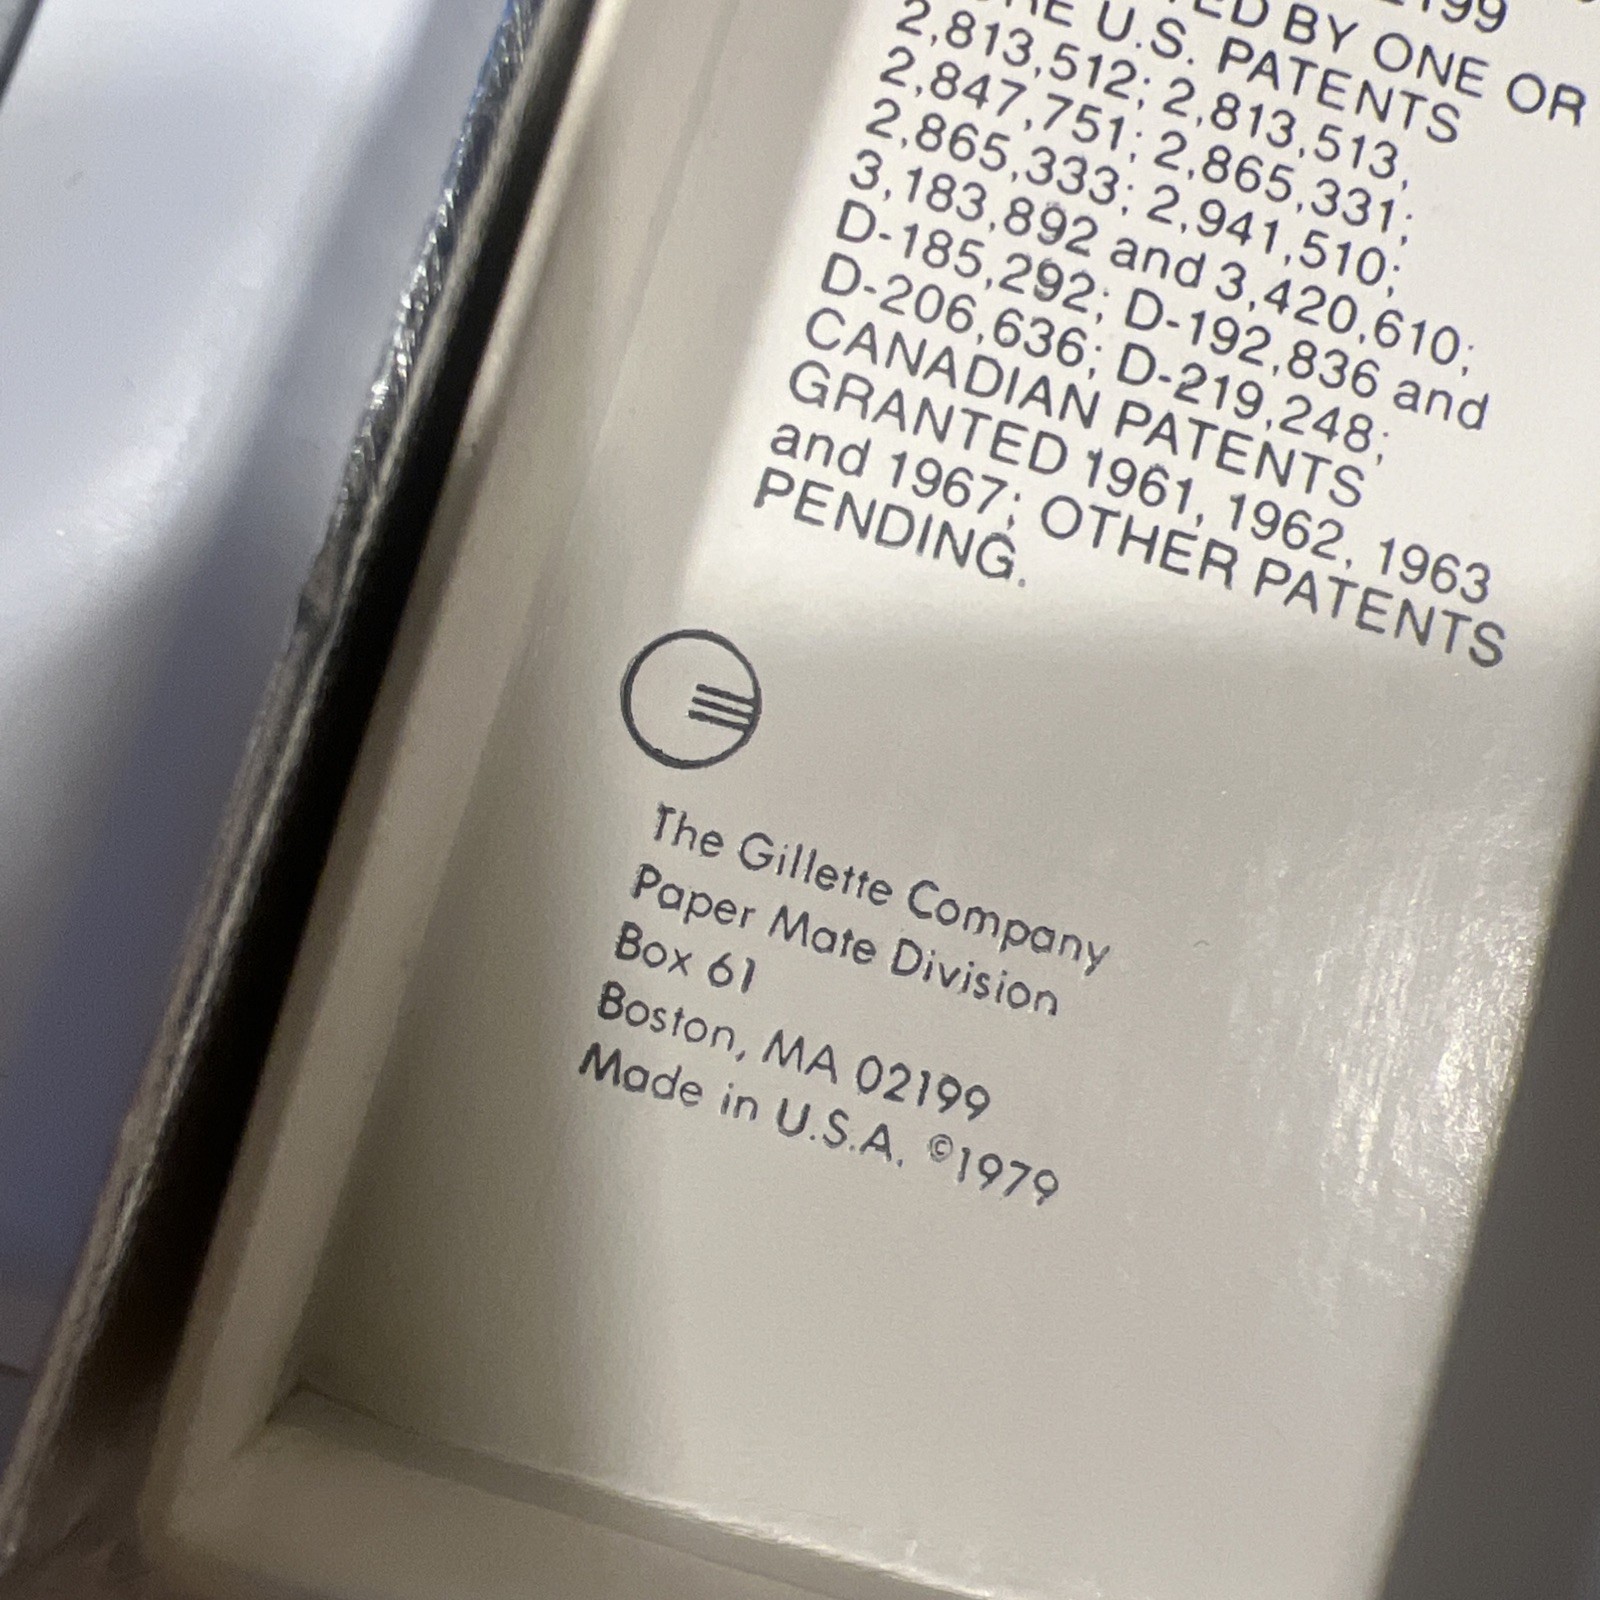 2199
ED BY ONE OR
RE U.S. PATENTS
2,813,512; 2,813,513,
2,847,751; 2,865,331;
2,865,333; 2,941,510;
3,183,892 and 3,420,610;
D-185,292; D-192,836 and
D-206,636; D-219,248;
CANADIAN PATENTS
GRANTED 1961, 1962, 1963
and 1967; OTHER PATENTS
PENDING.
The Gillette Company
Paper Mate Division
Box 61
Boston, MA 02199
Made in U.S.A. ©1979